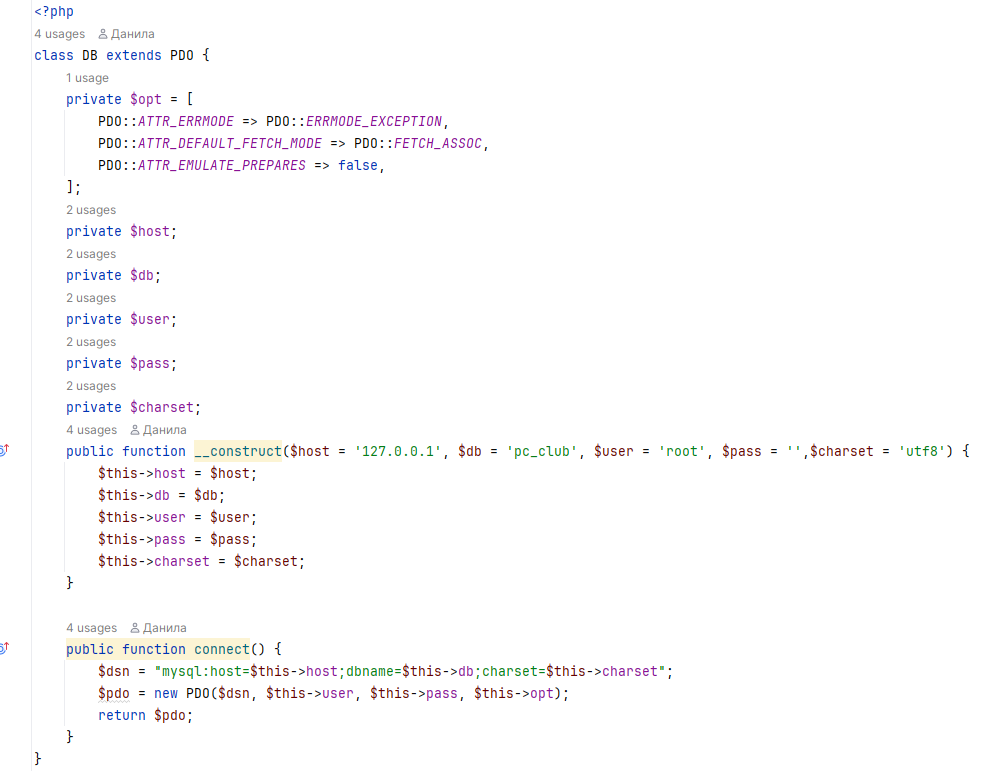 <?php
4 usages Данила
class DB extends PDO {
1 usage
private $opt = [
PDO::ATTR_ERRMODE => PDO::ERRMODE_EXCEPTION,
PDO::ATTR_DEFAULT_FETCH_MODE => PDO::FETCH_ASSOC,
PDO::ATTR_EMULATE_PREPARES => false,
];
2 usages
private $host;
2 usages
private $db;
2 usages
private $user;
2 usages
private $pass;
2 usages
private $charset;
4 usages Данила
public function __construct($host = '127.0.0.1', $db = 'pc_club', $user = 'root', $pass = '',$charset = 'utf8') {
$this->host = $host;
$this->db = $db;
$this->user = $user;
$this->pass = $pass;
$this->charset = $charset;
}
4 usages Данила
public function connect() {
$dsn = "mysql:host=$this->host;dbname=$this->db;charset=$this->charset";
$pdo = new PDO($dsn, $this->user, $this->pass, $this->opt);
return $pdo;
}
}